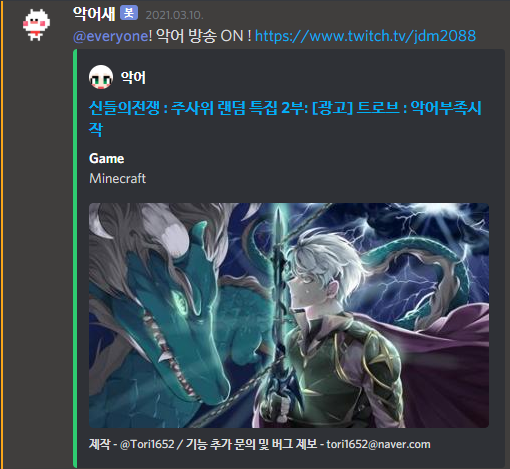 악어새 봇 2021.03.10.
@everyone! 악어 방송 ON ! https://www.twitch.tv/jdm2088
악어
신들의전쟁 : 주사위 랜덤 특집 2부: [광고] 트로브 : 악어부족시
작
Game
Minecraft
제작 - @Tori1652 / 기능 추가 문의 및 버그 제보 - tori1652@naver.com